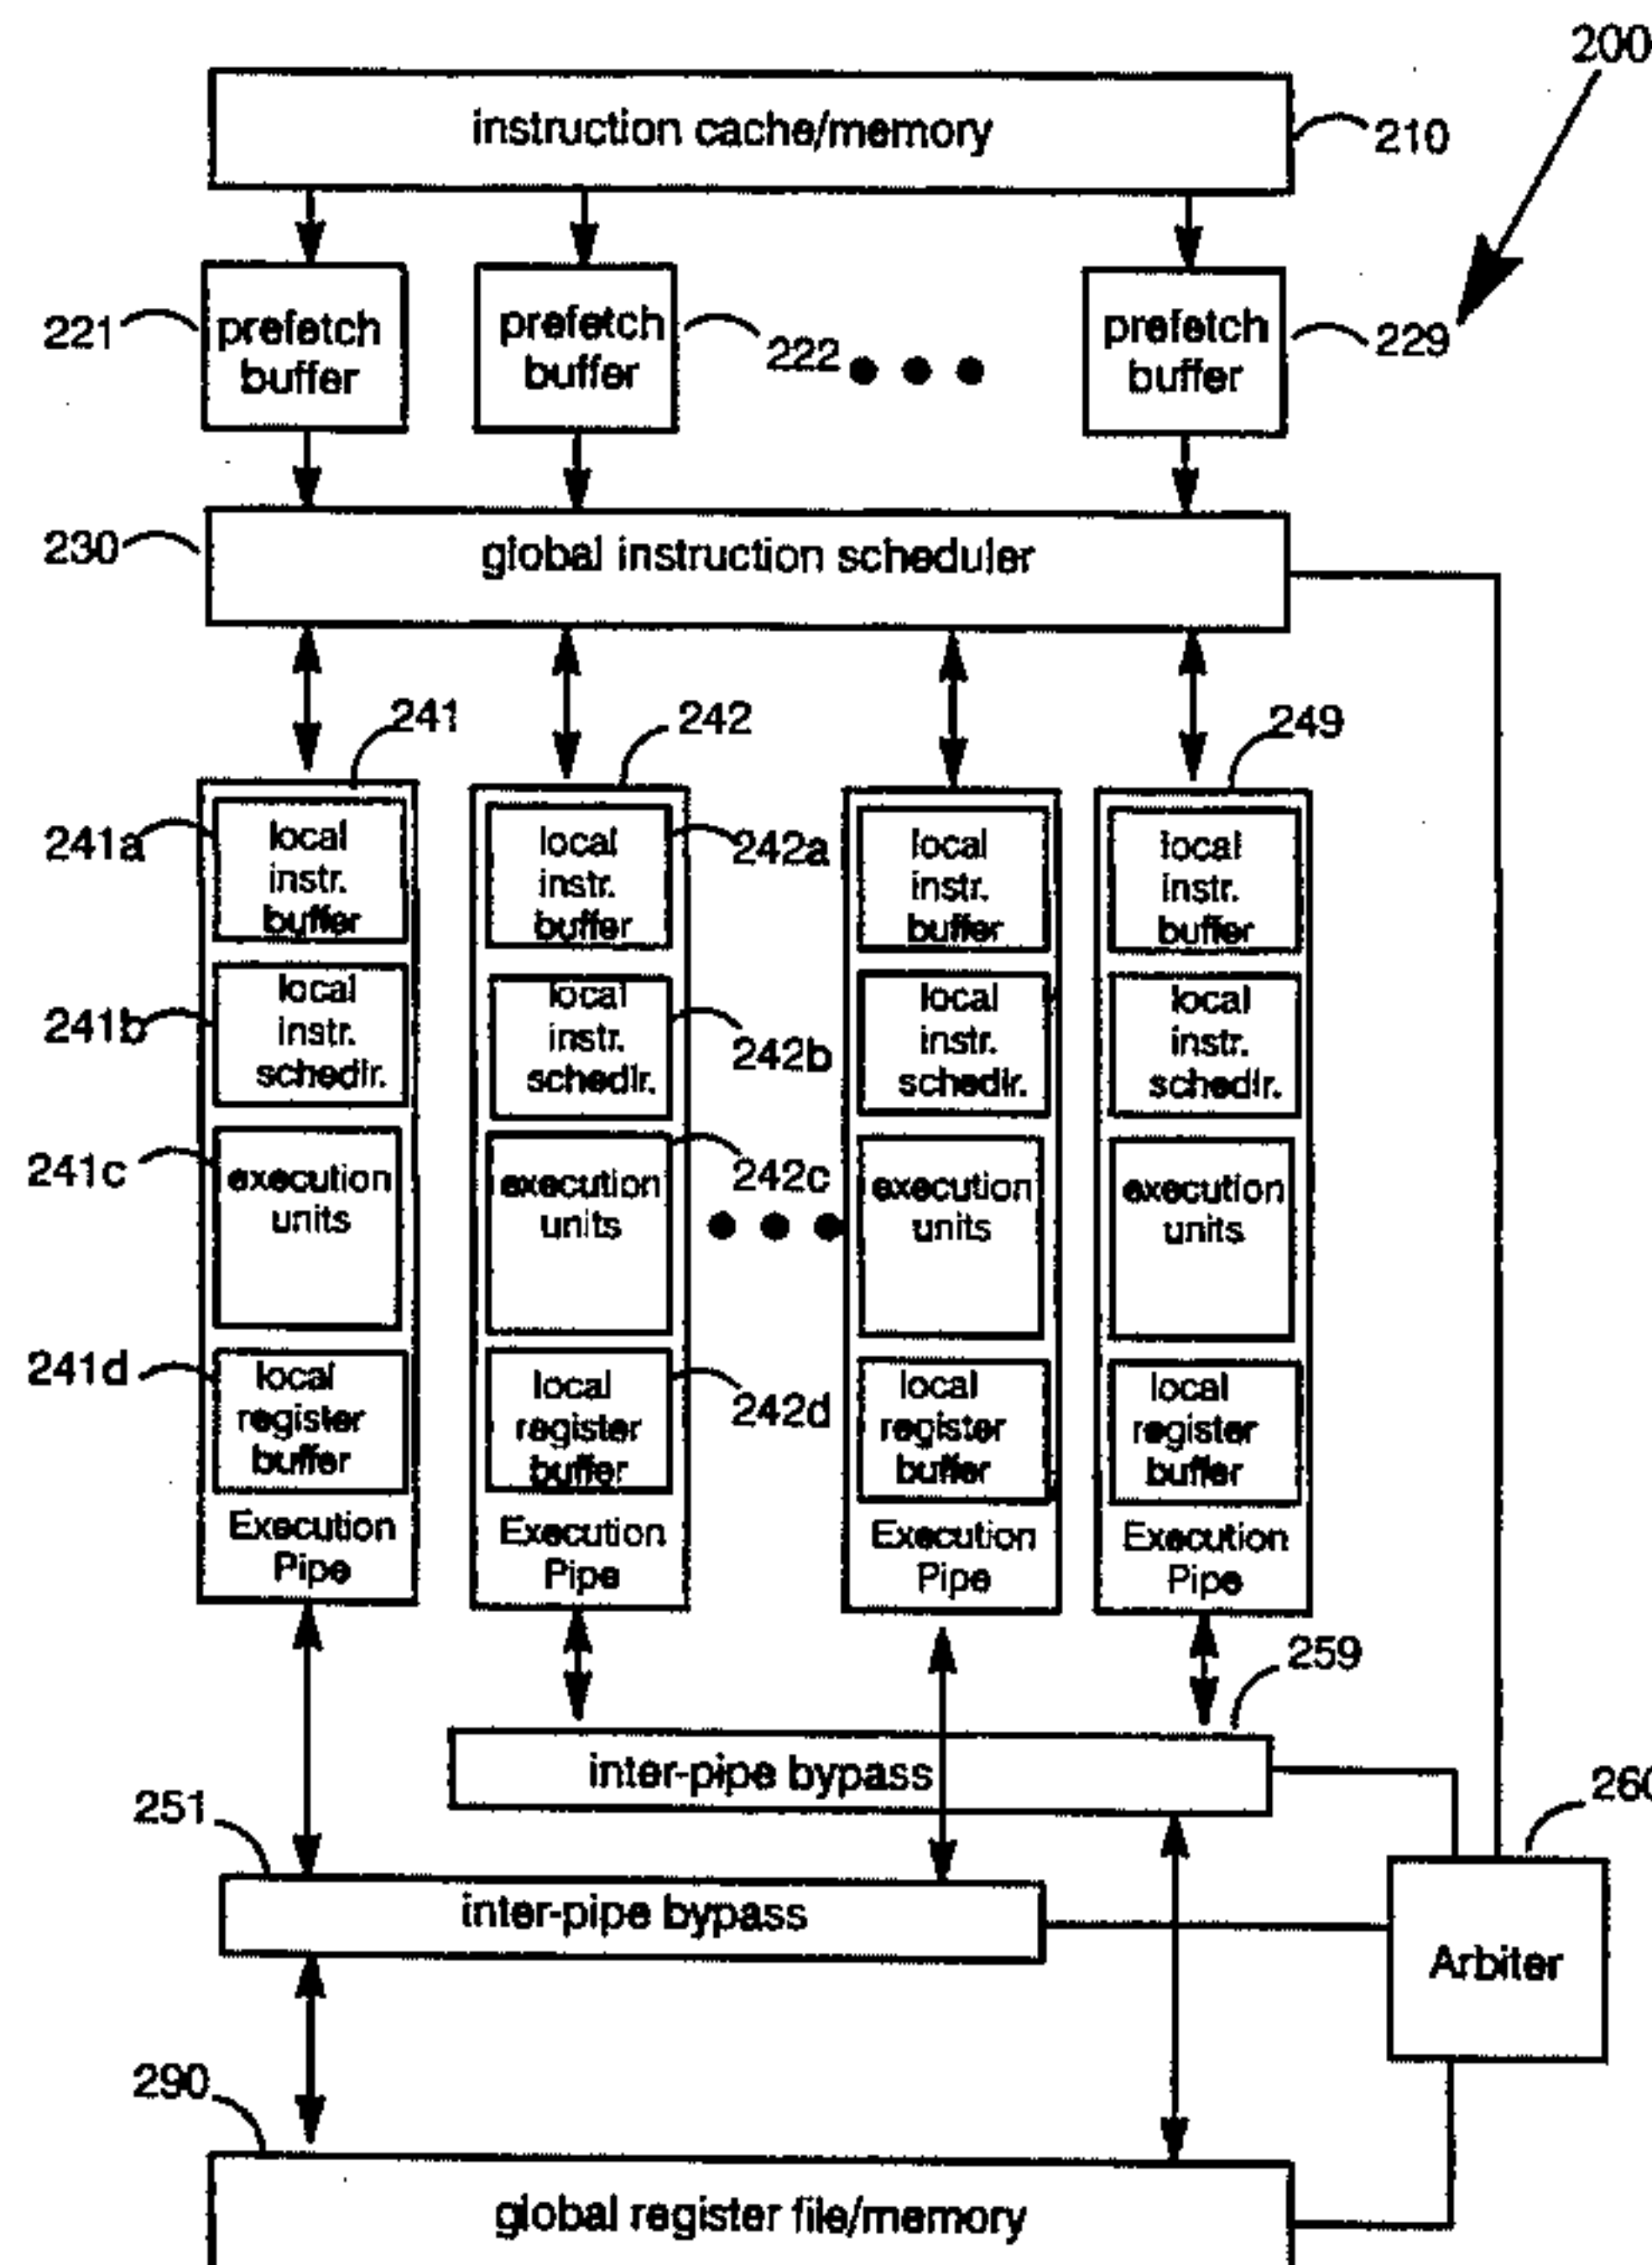 200
instruction cache/memory
210
221
prefetch
buffer
prefetch
buffer
222
prefetch
buffer
229
230
global instruction scheduler
241
242
249
241a
local
instr.
buffer
local
instr.
buffer
242a
local
instr.
buffer
local
instr.
buffer
241b
local
instr.
schedlr.
local
instr.
schedlr.
242b
local
instr.
schedlr.
local
instr.
schedlr.
241c
execution
units
execution
units
242c
execution
units
execution
units
241d
local
register
buffer
local
register
buffer
242d
local
register
buffer
local
register
buffer
Execution
Pipe
Execution
Pipe
Execution
Pipe
Execution
Pipe
259
inter-pipe bypass
251
260
inter-pipe bypass
Arbiter
290
global register file/memory